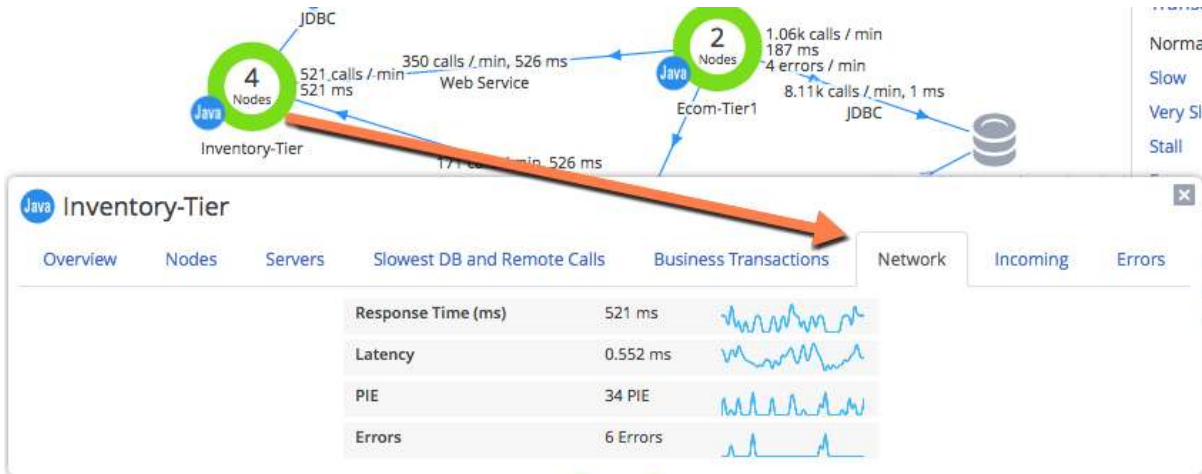 JDBC
4
Nodes
Java
Inventory-Tier
521 calls / min
521 ms
350 calls / min, 526 ms
Web Service
2
Nodes
Java
Ecom-Tier1
1.06k calls / min
187 ms
4 errors / min
8.11k calls / min, 1 ms
JDBC
min, 526 ms
Slow
Stall
Java Inventory-Tier
Overview Nodes Servers Slowest DB and Remote Calls Business Transactions Network Incoming Errors
Response Time (ms) 521 ms
Latency 0.552 ms
PIE 34 PIE
Errors 6 Errors